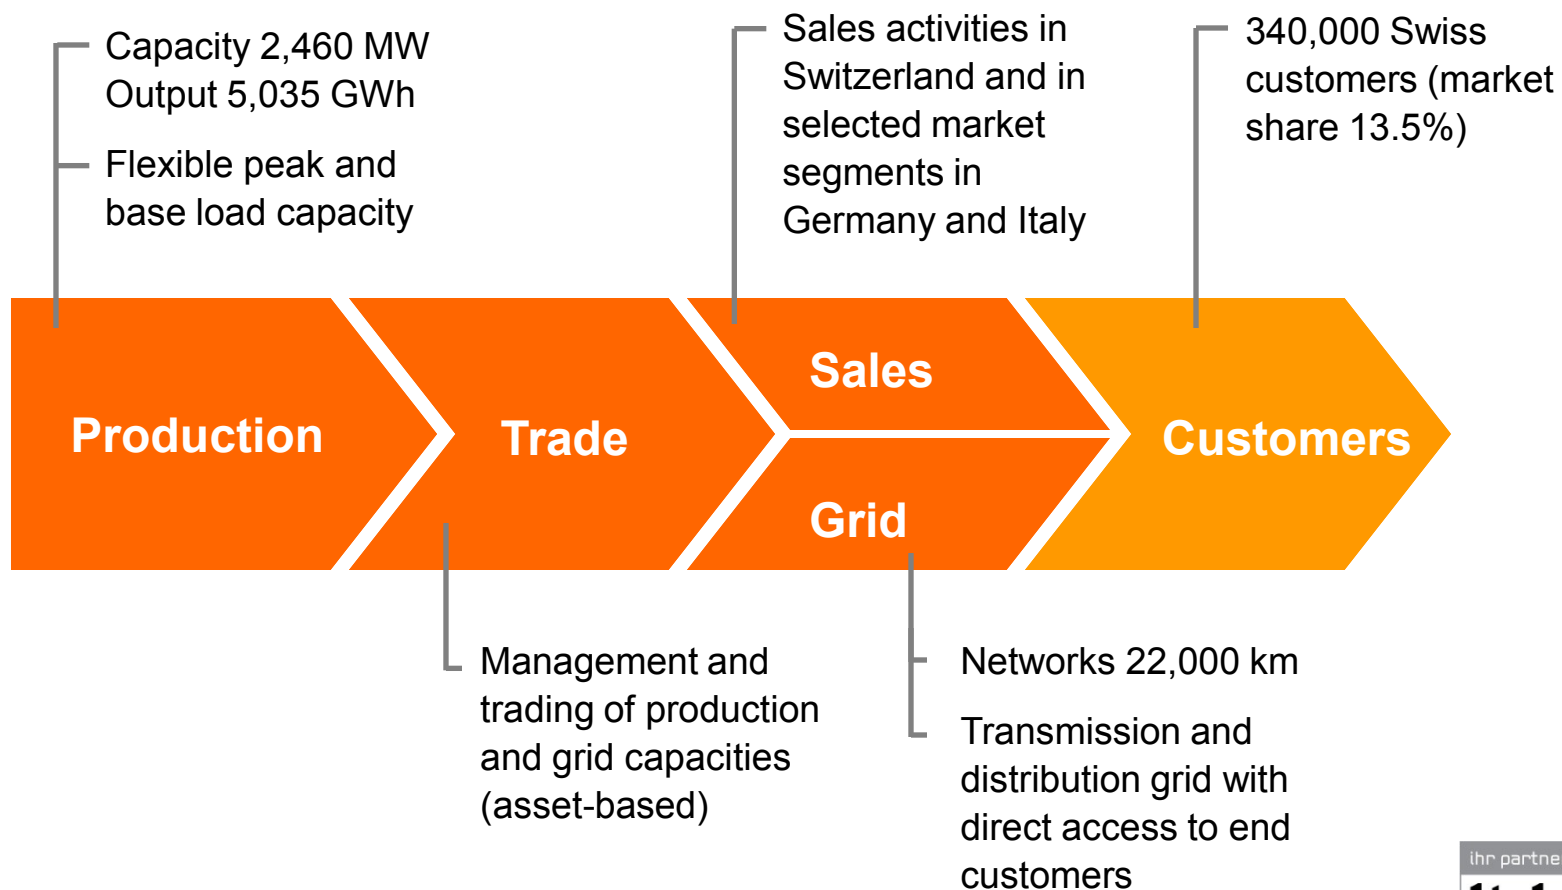 Capacity 2,460 MW
Output 5,035 GWh
Flexible peak and
base load capacity
Sales activities in
Switzerland and in
selected market
segments in
Germany and Italy
340,000 Swiss
customers (market
share 13.5%)
Production
Trade
Sales
Grid
Customers
Management and
trading of production
and grid capacities
(asset-based)
Networks 22,000 km
Transmission and
distribution grid with
direct access to end
customers
ihr partne